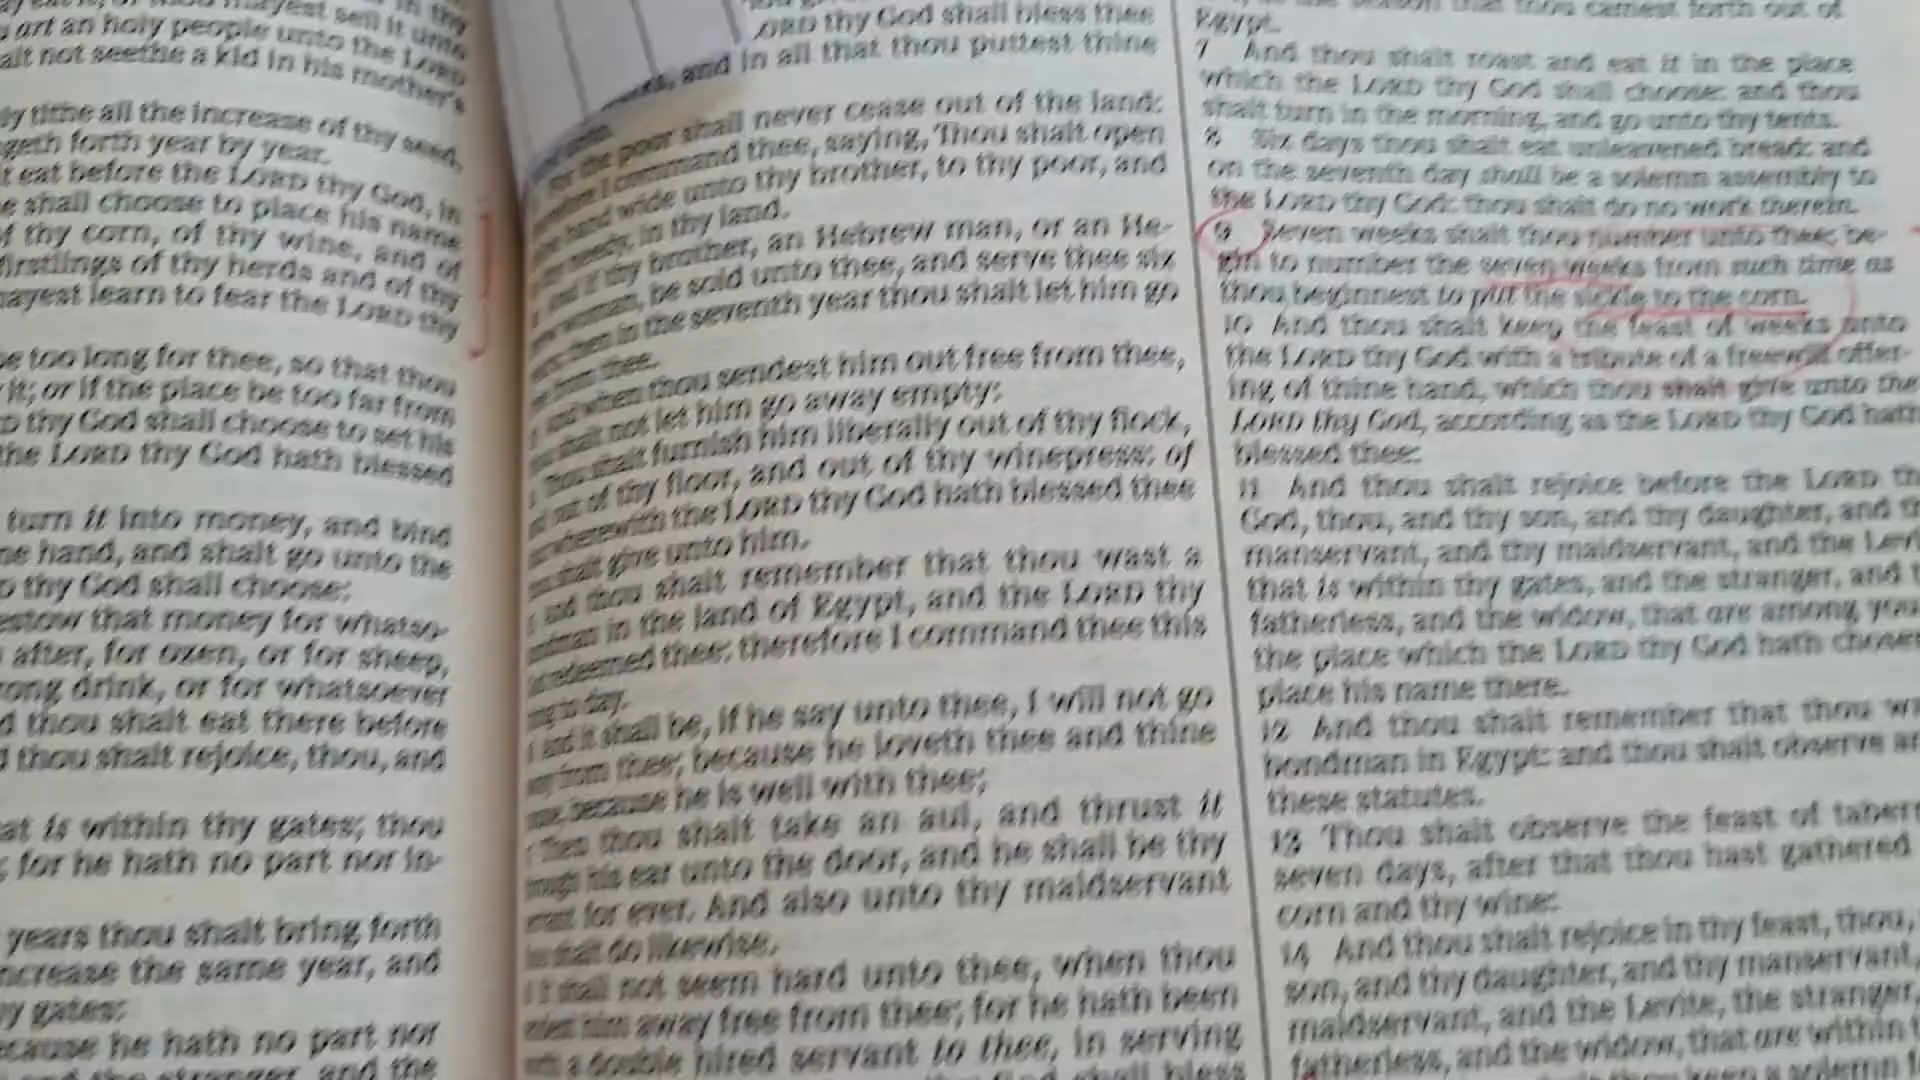 mayest sell it unto
art an holy people unto the LORD
not seethe a kid in his mother's
tithe all the increase of thy seed,
forth year by year.
eat before the LORD thy God, in
shall choose to place his name
thy corn, of thy wine, and of
firstlings of thy herds and of thy
mayest learn to fear the LORD thy
too long for thee, so that thou
it; or if the place be too far from
thy God shall choose to set his
the LORD thy God hath blessed
turn it into money, and bind
hand, and shalt go unto the
thy God shall choose:
that money for whatso-
after, for oxen, or for sheep,
drink, or for whatsoever
thou shalt eat there before
thou shalt rejoice, thou, and
is within thy gates; thou
for he hath no part nor in-
years thou shalt bring forth
increase the same year, and
gates:
he hath no part nor
the stranger, and the
LORD thy God shall bless thee
and in all that thou puttest thine
the poor shall never cease out of the land:
I command thee, saying, Thou shalt open
hand wide unto thy brother, to thy poor, and
needy, in thy land.
if thy brother, an Hebrew man, or an He-
woman, be sold unto thee, and serve thee six
then in the seventh year thou shalt let him go
from thee.
and when thou sendest him out free from thee,
shalt not let him go away empty:
Thou shalt furnish him liberally out of thy flock,
out of thy floor, and out of thy winepress: of
wherewith the LORD thy God hath blessed thee
shalt give unto him.
And thou shalt remember that thou wast a
in the land of Egypt, and the LORD thy
redeemed thee: therefore I command thee this
day.
And it shall be, if he say unto thee, I will not go
from thee; because he loveth thee and thine
because he is well with thee;
Then thou shalt take an aul, and thrust it
through his ear unto the door, and he shall be thy
for ever. And also unto thy maidservant
shalt do likewise.
It shall not seem hard unto thee, when thou
him away free from thee; for he hath been
a double hired servant to thee, in serving
shall bless
season that thou camest forth out of
Egypt.
7 And thou shalt roast and eat it in the place
which the LORD thy God shall choose: and thou
shalt turn in the morning, and go unto thy tents.
8 Six days thou shalt eat unleavened bread: and
on the seventh day shall be a solemn assembly to
the LORD thy God: thou shalt do no work therein.
9 Seven weeks shalt thou number unto thee: be-
gin to number the seven weeks from such time as
thou beginnest to put the sickle to the corn.
10 And thou shalt keep the feast of weeks unto
the LORD thy God with a tribute of a freewill offer-
ing of thine hand, which thou shalt give unto the
LORD thy God, according as the LORD thy God hath
blessed thee:
11 And thou shalt rejoice before the LORD
God, thou, and thy son, and thy daughter, and
manservant, and thy maidservant, and the
that is within thy gates, and the stranger, and
fatherless, and the widow, that are among
the place which the LORD thy God hath
place his name there.
12 And thou shalt remember that thou
bondman in Egypt: and thou shalt observe
these statutes.
13 Thou shalt observe the feast of
seven days, after that thou hast gathered
corn and thy wine:
14 And thou shalt rejoice in thy feast, thou,
son, and thy daughter, and thy manservant,
maidservant, and the Levite, the stranger,
fatherless, and the widow, that are within
keep a solemn